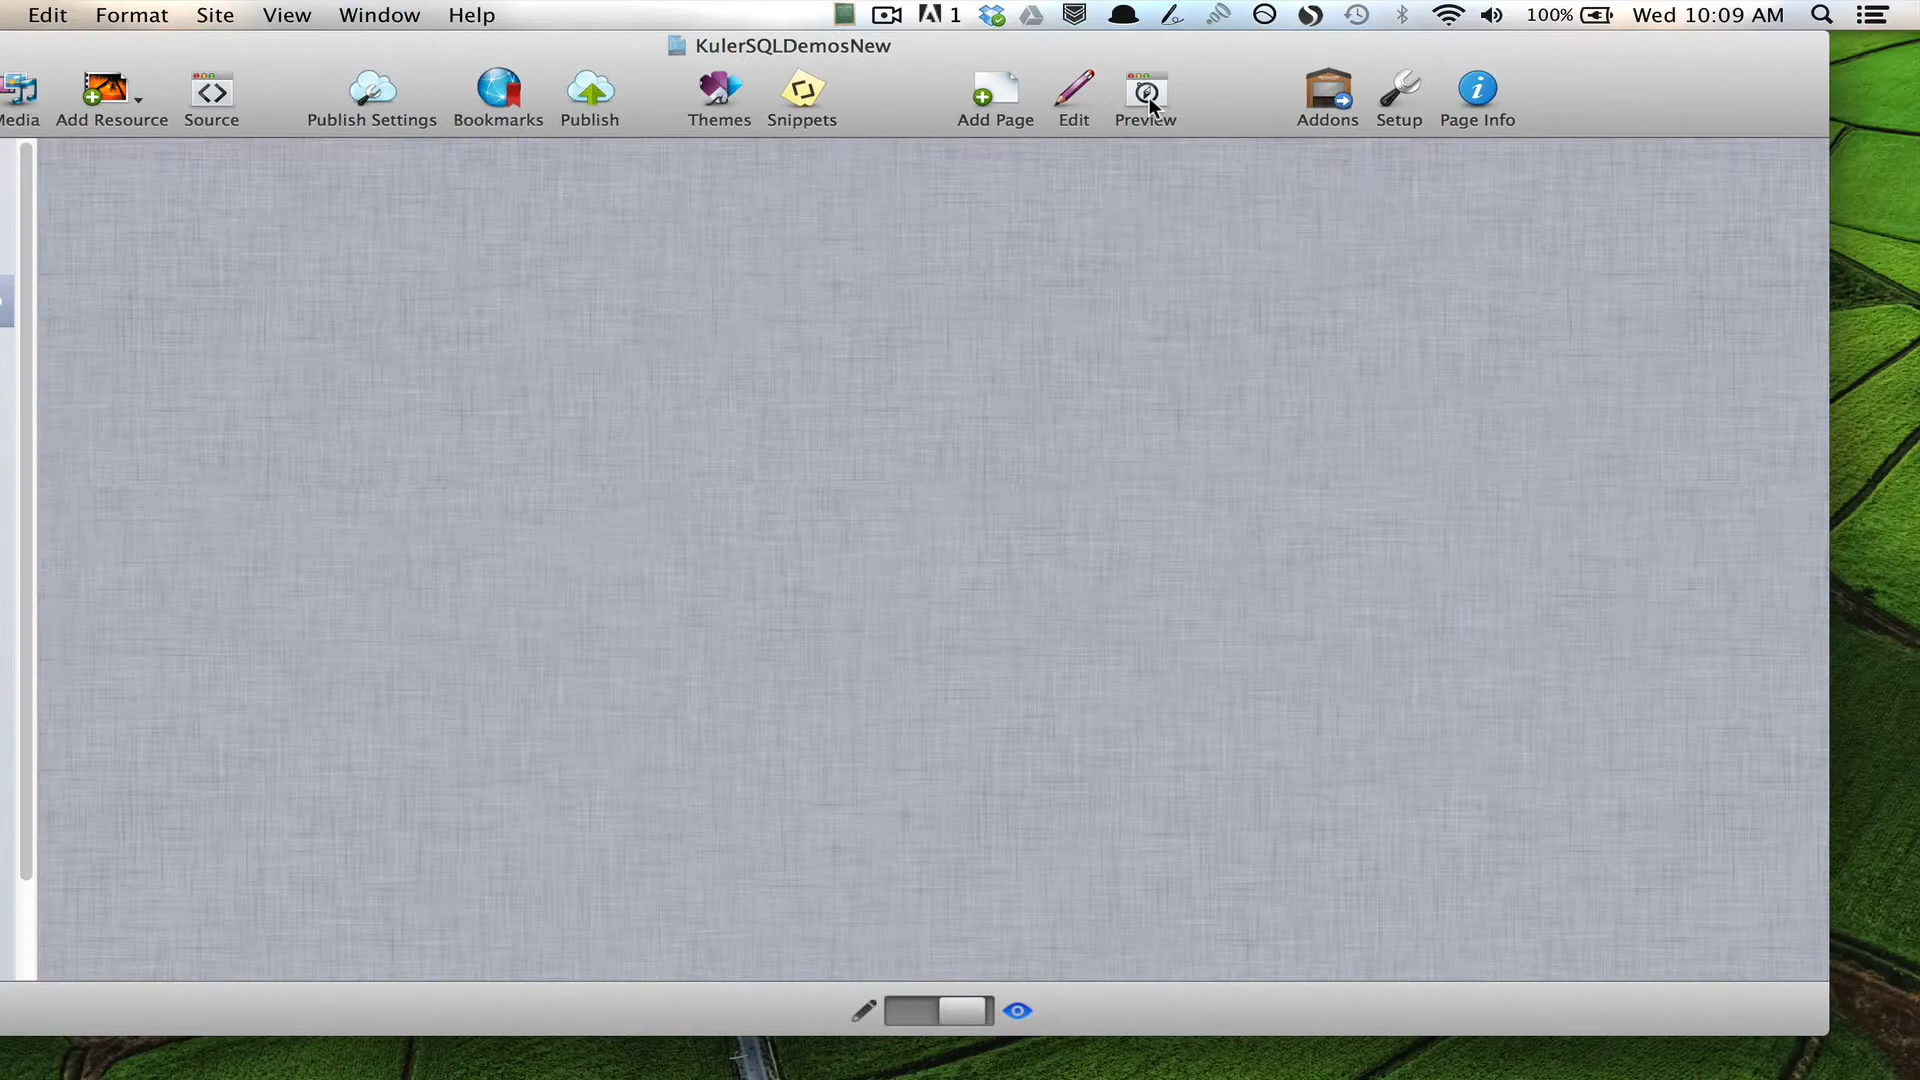 Edit Format Site View Window Help 1 100% Wed 10:09 AM
KulerSQLDemosNew
Media Add Resource Source Publish Settings Bookmarks Publish Themes Snippets Add Page Edit Preview Addons Setup Page Info